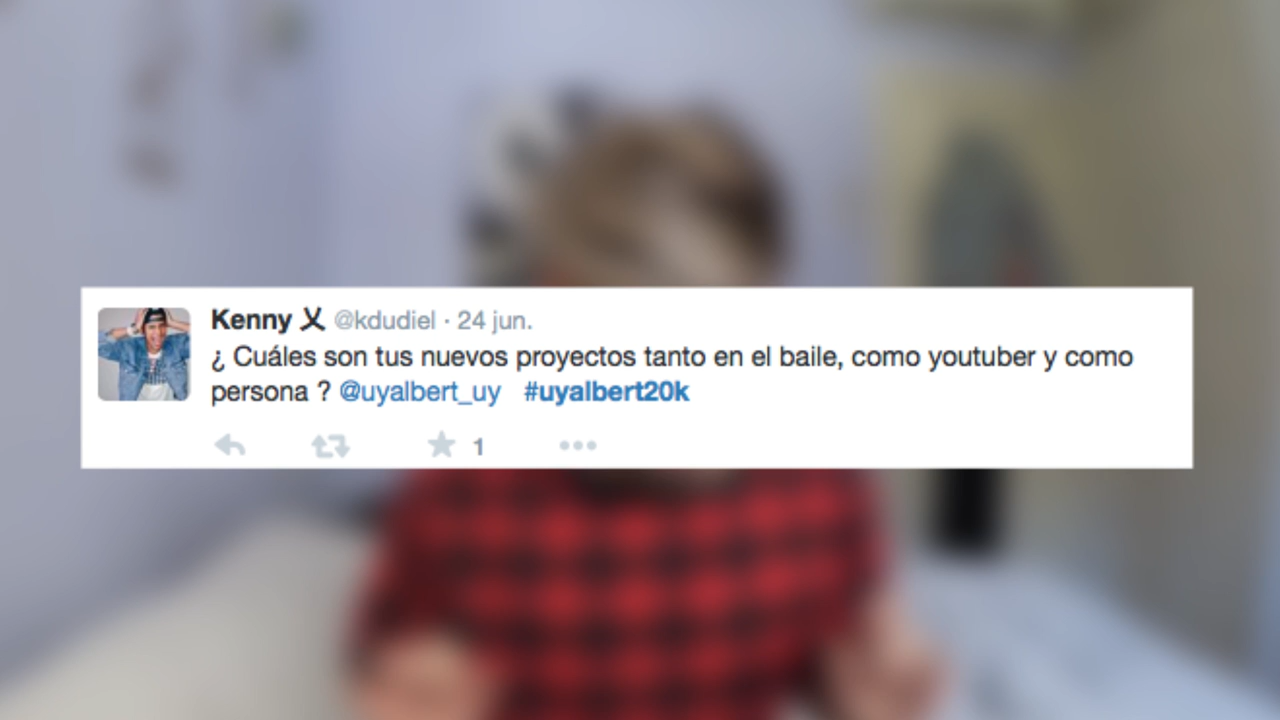 Kenny 乂 @kdudiel · 24 jun.
¿ Cuáles son tus nuevos proyectos tanto en el baile, como youtuber y como
persona ? @uyalbert_uy #uyalbert20k
1